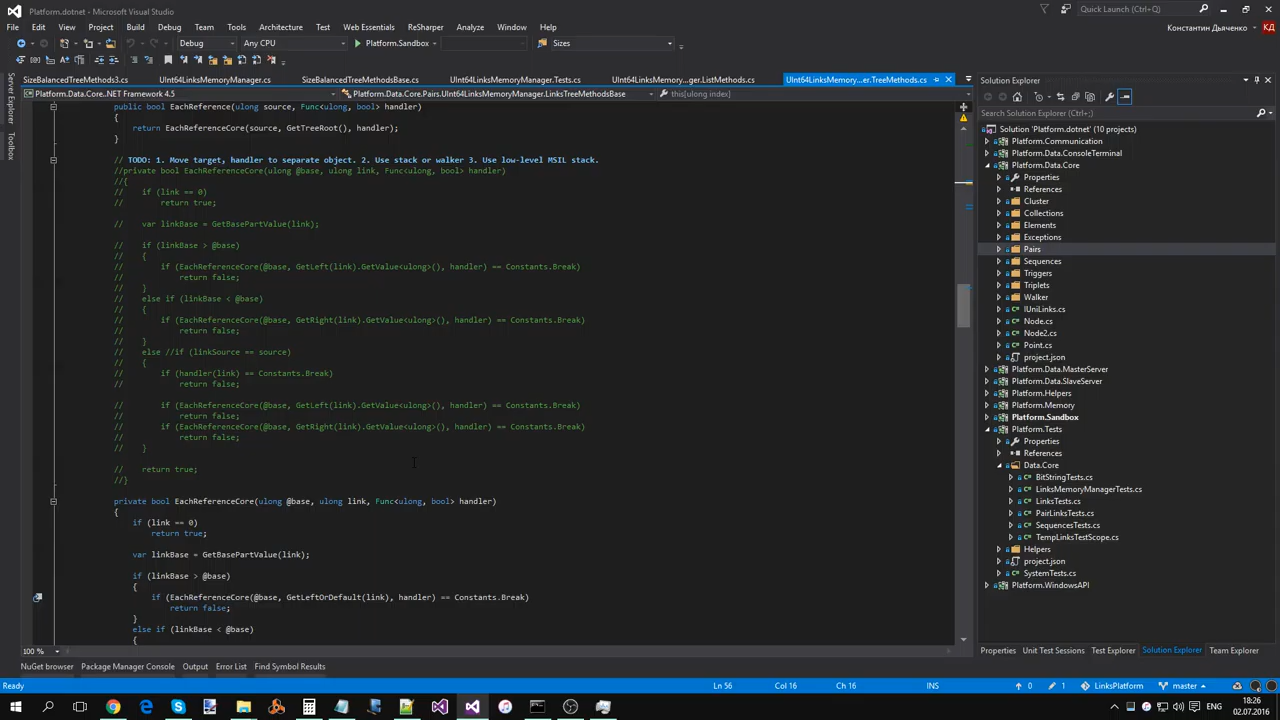 Platform.dotnet - Microsoft Visual Studio
Quick Launch (Ctrl+Q)
File Edit View Project Build Debug Team Tools Architecture Test Web Essentials ReSharper Analyze Window Help
Константин Дьяченко КД
Debug Any CPU Platform.Sandbox Sizes
SizeBalancedTreeMethods3.cs UInt64LinksMemoryManager.cs SizeBalancedTreeMethodsBase.cs UInt64LinksMemoryManager.Tests.cs UInt64LinksMemory...ger.ListMethods.cs UInt64LinksMemory...er.TreeMethods.cs
Platform.Data.Core..NET Framework 4.5 Platform.Data.Core.Pairs.UInt64LinksMemoryManager.LinksTreeMethodsBase this[ulong index]
Server Explorer
Toolbox
public bool EachReference(ulong source, Func<ulong, bool> handler)
{
return EachReferenceCore(source, GetTreeRoot(), handler);
}
// TODO: 1. Move target, handler to separate object. 2. Use stack or walker 3. Use low-level MSIL stack.
//private bool EachReferenceCore(ulong @base, ulong link, Func<ulong, bool> handler)
//{
// if (link == 0)
// return true;
// var linkBase = GetBasePartValue(link);
// if (linkBase > @base)
// {
// if (EachReferenceCore(@base, GetLeft(link).GetValue<ulong>(), handler) == Constants.Break)
// return false;
// }
// else if (linkBase < @base)
// {
// if (EachReferenceCore(@base, GetRight(link).GetValue<ulong>(), handler) == Constants.Break)
// return false;
// }
// else //if (linkSource == source)
// {
// if (handler(link) == Constants.Break)
// return false;
// if (EachReferenceCore(@base, GetLeft(link).GetValue<ulong>(), handler) == Constants.Break)
// return false;
// if (EachReferenceCore(@base, GetRight(link).GetValue<ulong>(), handler) == Constants.Break)
// return false;
// }
// return true;
//}
private bool EachReferenceCore(ulong @base, ulong link, Func<ulong, bool> handler)
{
if (link == 0)
return true;
var linkBase = GetBasePartValue(link);
if (linkBase > @base)
{
if (EachReferenceCore(@base, GetLeftOrDefault(link), handler) == Constants.Break)
return false;
}
else if (linkBase < @base)
{
100 %
Solution Explorer
Search Solution Explorer (Ctrl+;)
Solution 'Platform.dotnet' (10 projects)
Platform.Communication
Platform.Data.ConsoleTerminal
Platform.Data.Core
Properties
References
Cluster
Collections
Elements
Exceptions
Pairs
Sequences
Triggers
Triplets
Walker
IUniLinks.cs
Node.cs
Node2.cs
Point.cs
project.json
Platform.Data.MasterServer
Platform.Data.SlaveServer
Platform.Helpers
Platform.Memory
Platform.Sandbox
Platform.Tests
Properties
References
Data.Core
BitStringTests.cs
LinksMemoryManagerTests.cs
LinksTests.cs
PairLinksTests.cs
SequencesTests.cs
TempLinksTestScope.cs
Helpers
project.json
SystemTests.cs
Platform.WindowsAPI
Properties Unit Test Sessions Test Explorer Solution Explorer Team Explorer
NuGet browser Package Manager Console Output Error List Find Symbol Results
Ready Ln 56 Col 16 Ch 16 INS 0 1 LinksPlatform master
ENG 18:26
02.07.2016